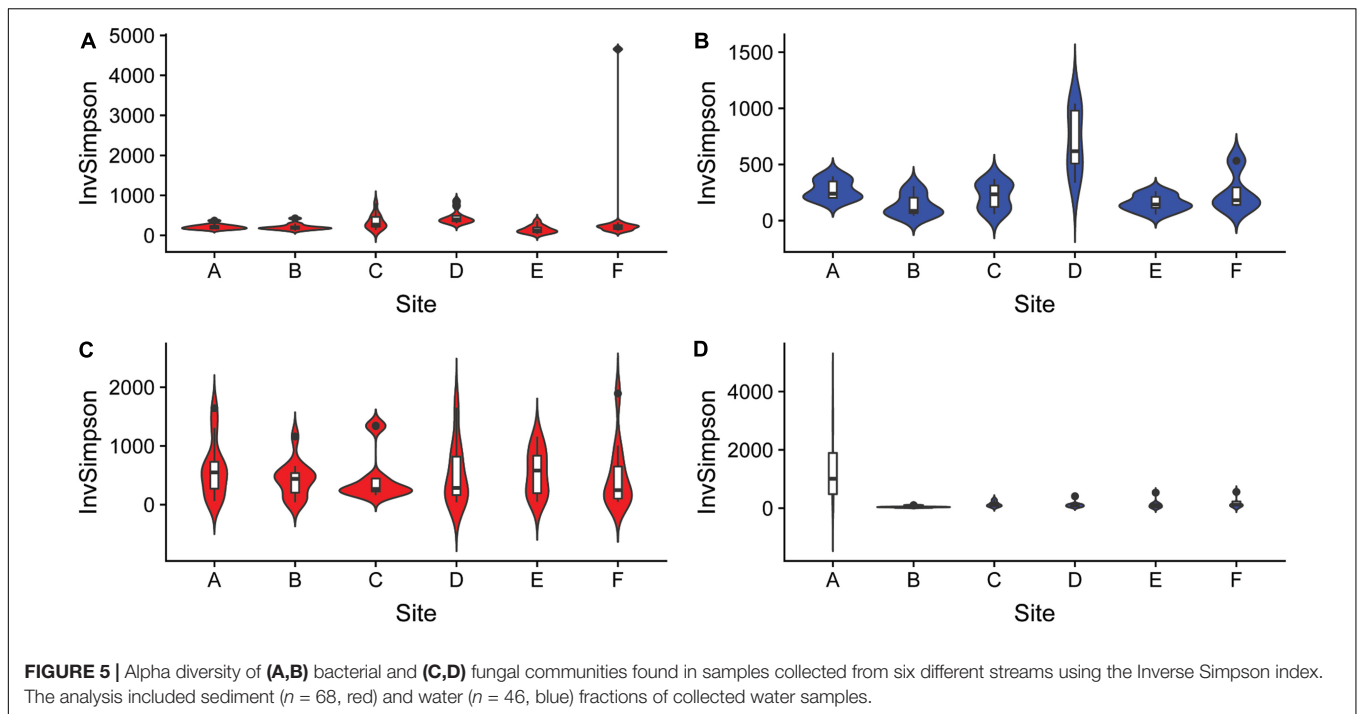 A
5000
4000
3000
2000
1000
0
InvSimpson
A B C D E F
Site
B
1500
1000
500
0
InvSimpson
A B C D E F
Site
C
2000
1000
0
InvSimpson
A B C D E F
Site
D
4000
2000
0
InvSimpson
A B C D E F
Site
FIGURE 5 | Alpha diversity of (A,B) bacterial and (C,D) fungal communities found in samples collected from six different streams using the Inverse Simpson index.
The analysis included sediment (n = 68, red) and water (n = 46, blue) fractions of collected water samples.